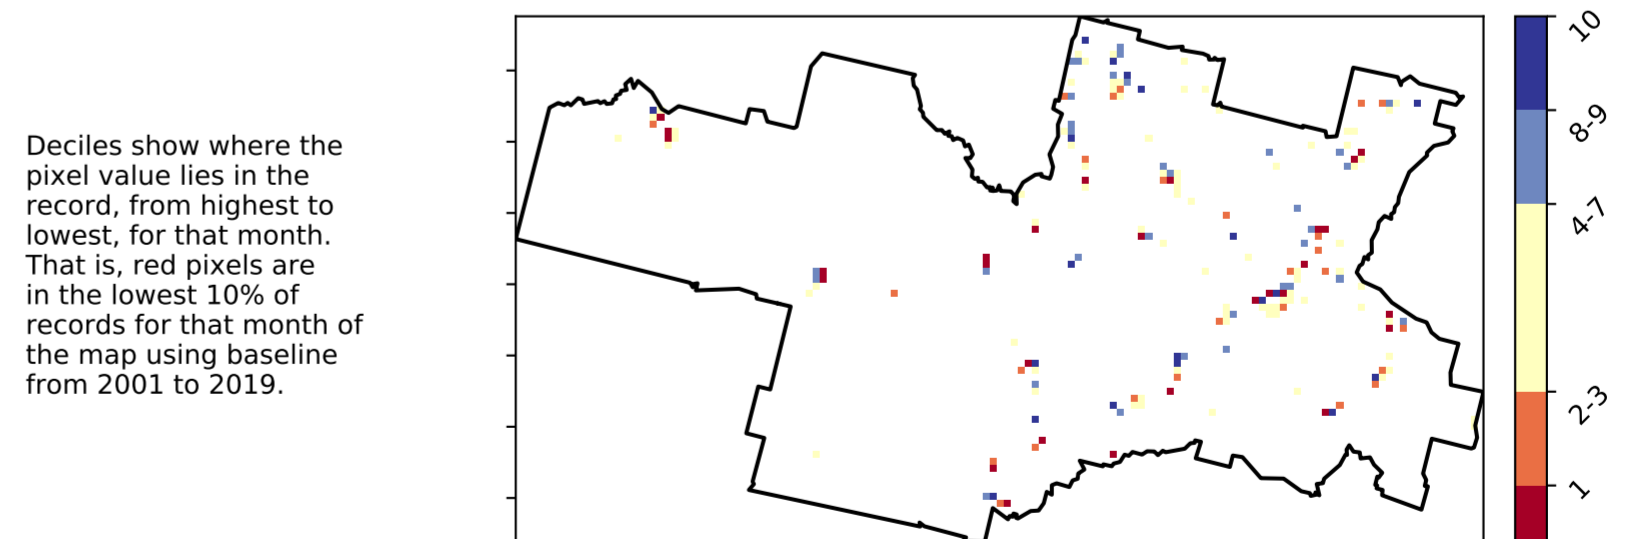 Deciles show where the
pixel value lies in the
record, from highest to
lowest, for that month.
That is, red pixels are
in the lowest 10% of
records for that month of
the map using baseline
from 2001 to 2019.
10
8-9
4-7
2-3
1